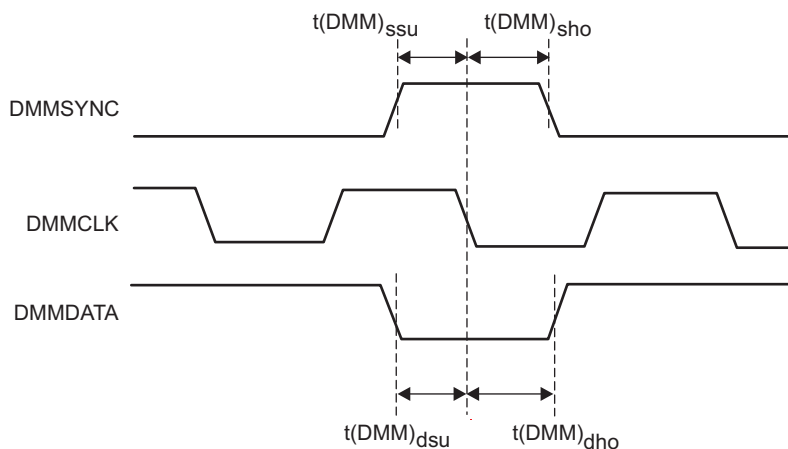 t(DMM)ssu
t(DMM)sho
DMMSYNC
DMMCLK
DMMDATA
t(DMM)dsu
t(DMM)dho